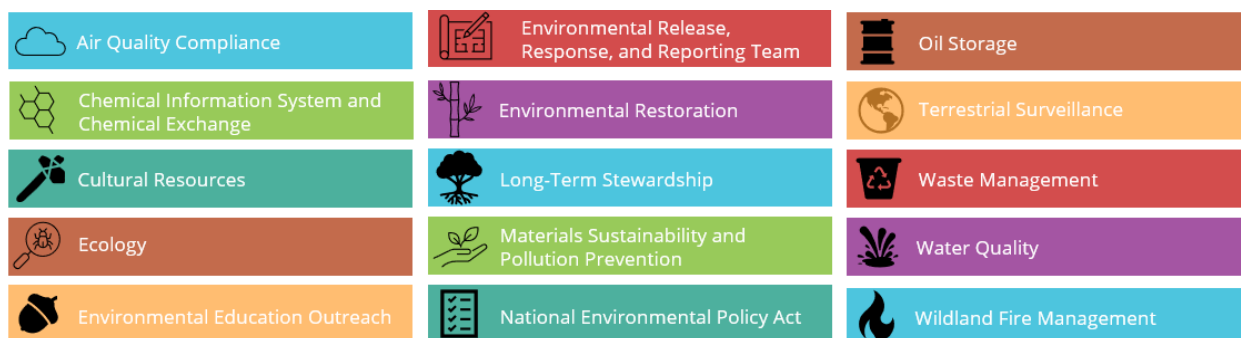 Air Quality Compliance
Chemical Information System and
Chemical Exchange
Cultural Resources
Ecology
Environmental Education Outreach
Environmental Release,
Response, and Reporting Team
Environmental Restoration
Long-Term Stewardship
Materials Sustainability and
Pollution Prevention
National Environmental Policy Act
Oil Storage
Terrestrial Surveillance
Waste Management
Water Quality
Wildland Fire Management